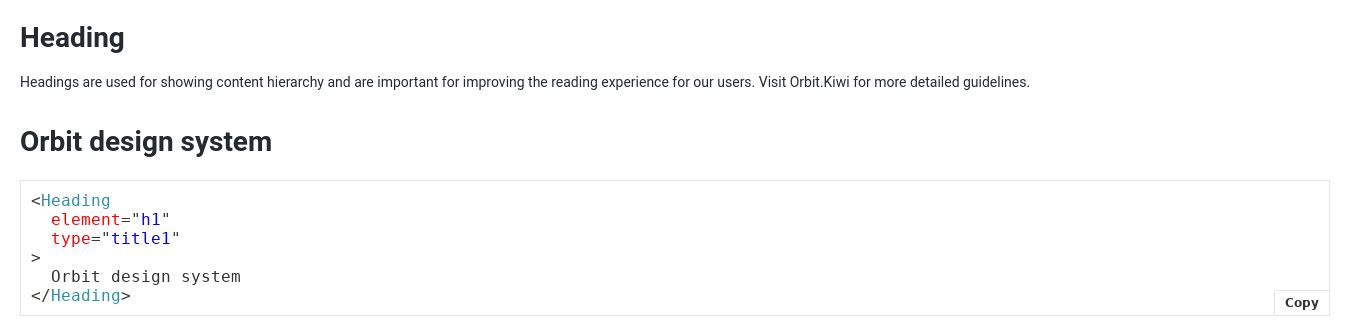 Heading
Headings are used for showing content hierarchy and are important for improving the reading experience for our users. Visit Orbit.Kiwi for more detailed guidelines.
Orbit design system
<Heading
  element="h1"
  type="title1"
>
  Orbit design system
</Heading>
Copy